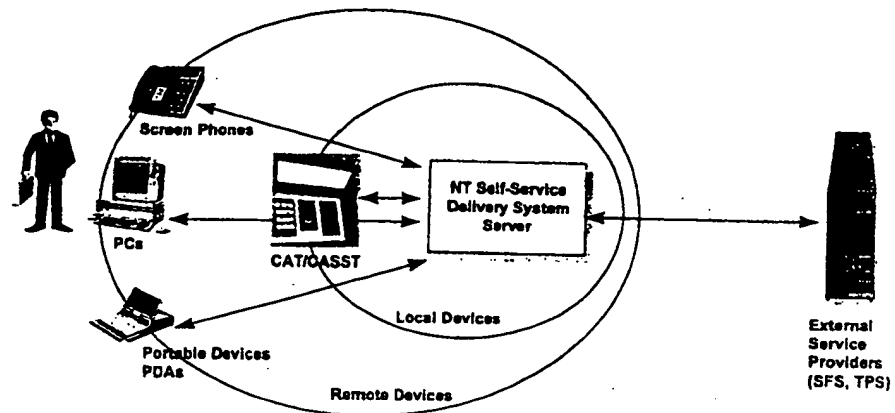 Screen Phones
NT Self-Service
Delivery System
Server
PCs
CAT/CASST
Local Devices
Portable Devices
PDAs
Remote Devices
External
Service
Providers
(SFS, TPS)